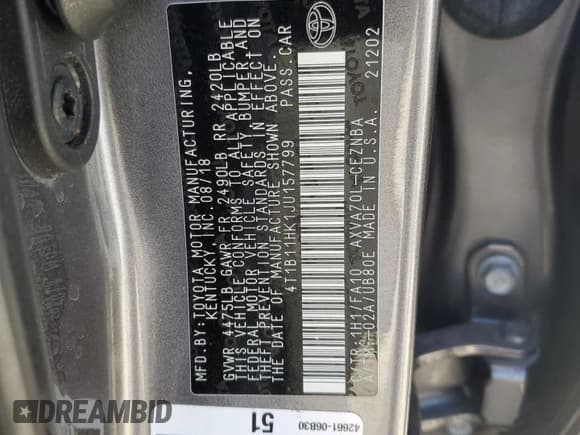 MFD. BY:TOYOTA MOTOR MANUFACTURING,
KENTUCKY, INC. 08/18
GVWR 4475LB GAWR FR 2490LB RR 2420LB
THIS VEHICLE CONFORMS TO ALL APPLICABLE
FEDERAL MOTOR VEHICLE SAFETY, BUMPER, AND
THEFT PREVENTION STANDARDS IN EFFECT ON
THE DATE OF MANUFACTURE SHOWN ABOVE.
4T1B11HK1JU157799 PASS. CAR
TOYOTA
C/TR: 1H1/FA10 AXVA70L-CEZNBA
A/TM: -02A/UB80E MADE IN U.S.A. 21202
42661-06B30
51
DREAMBID